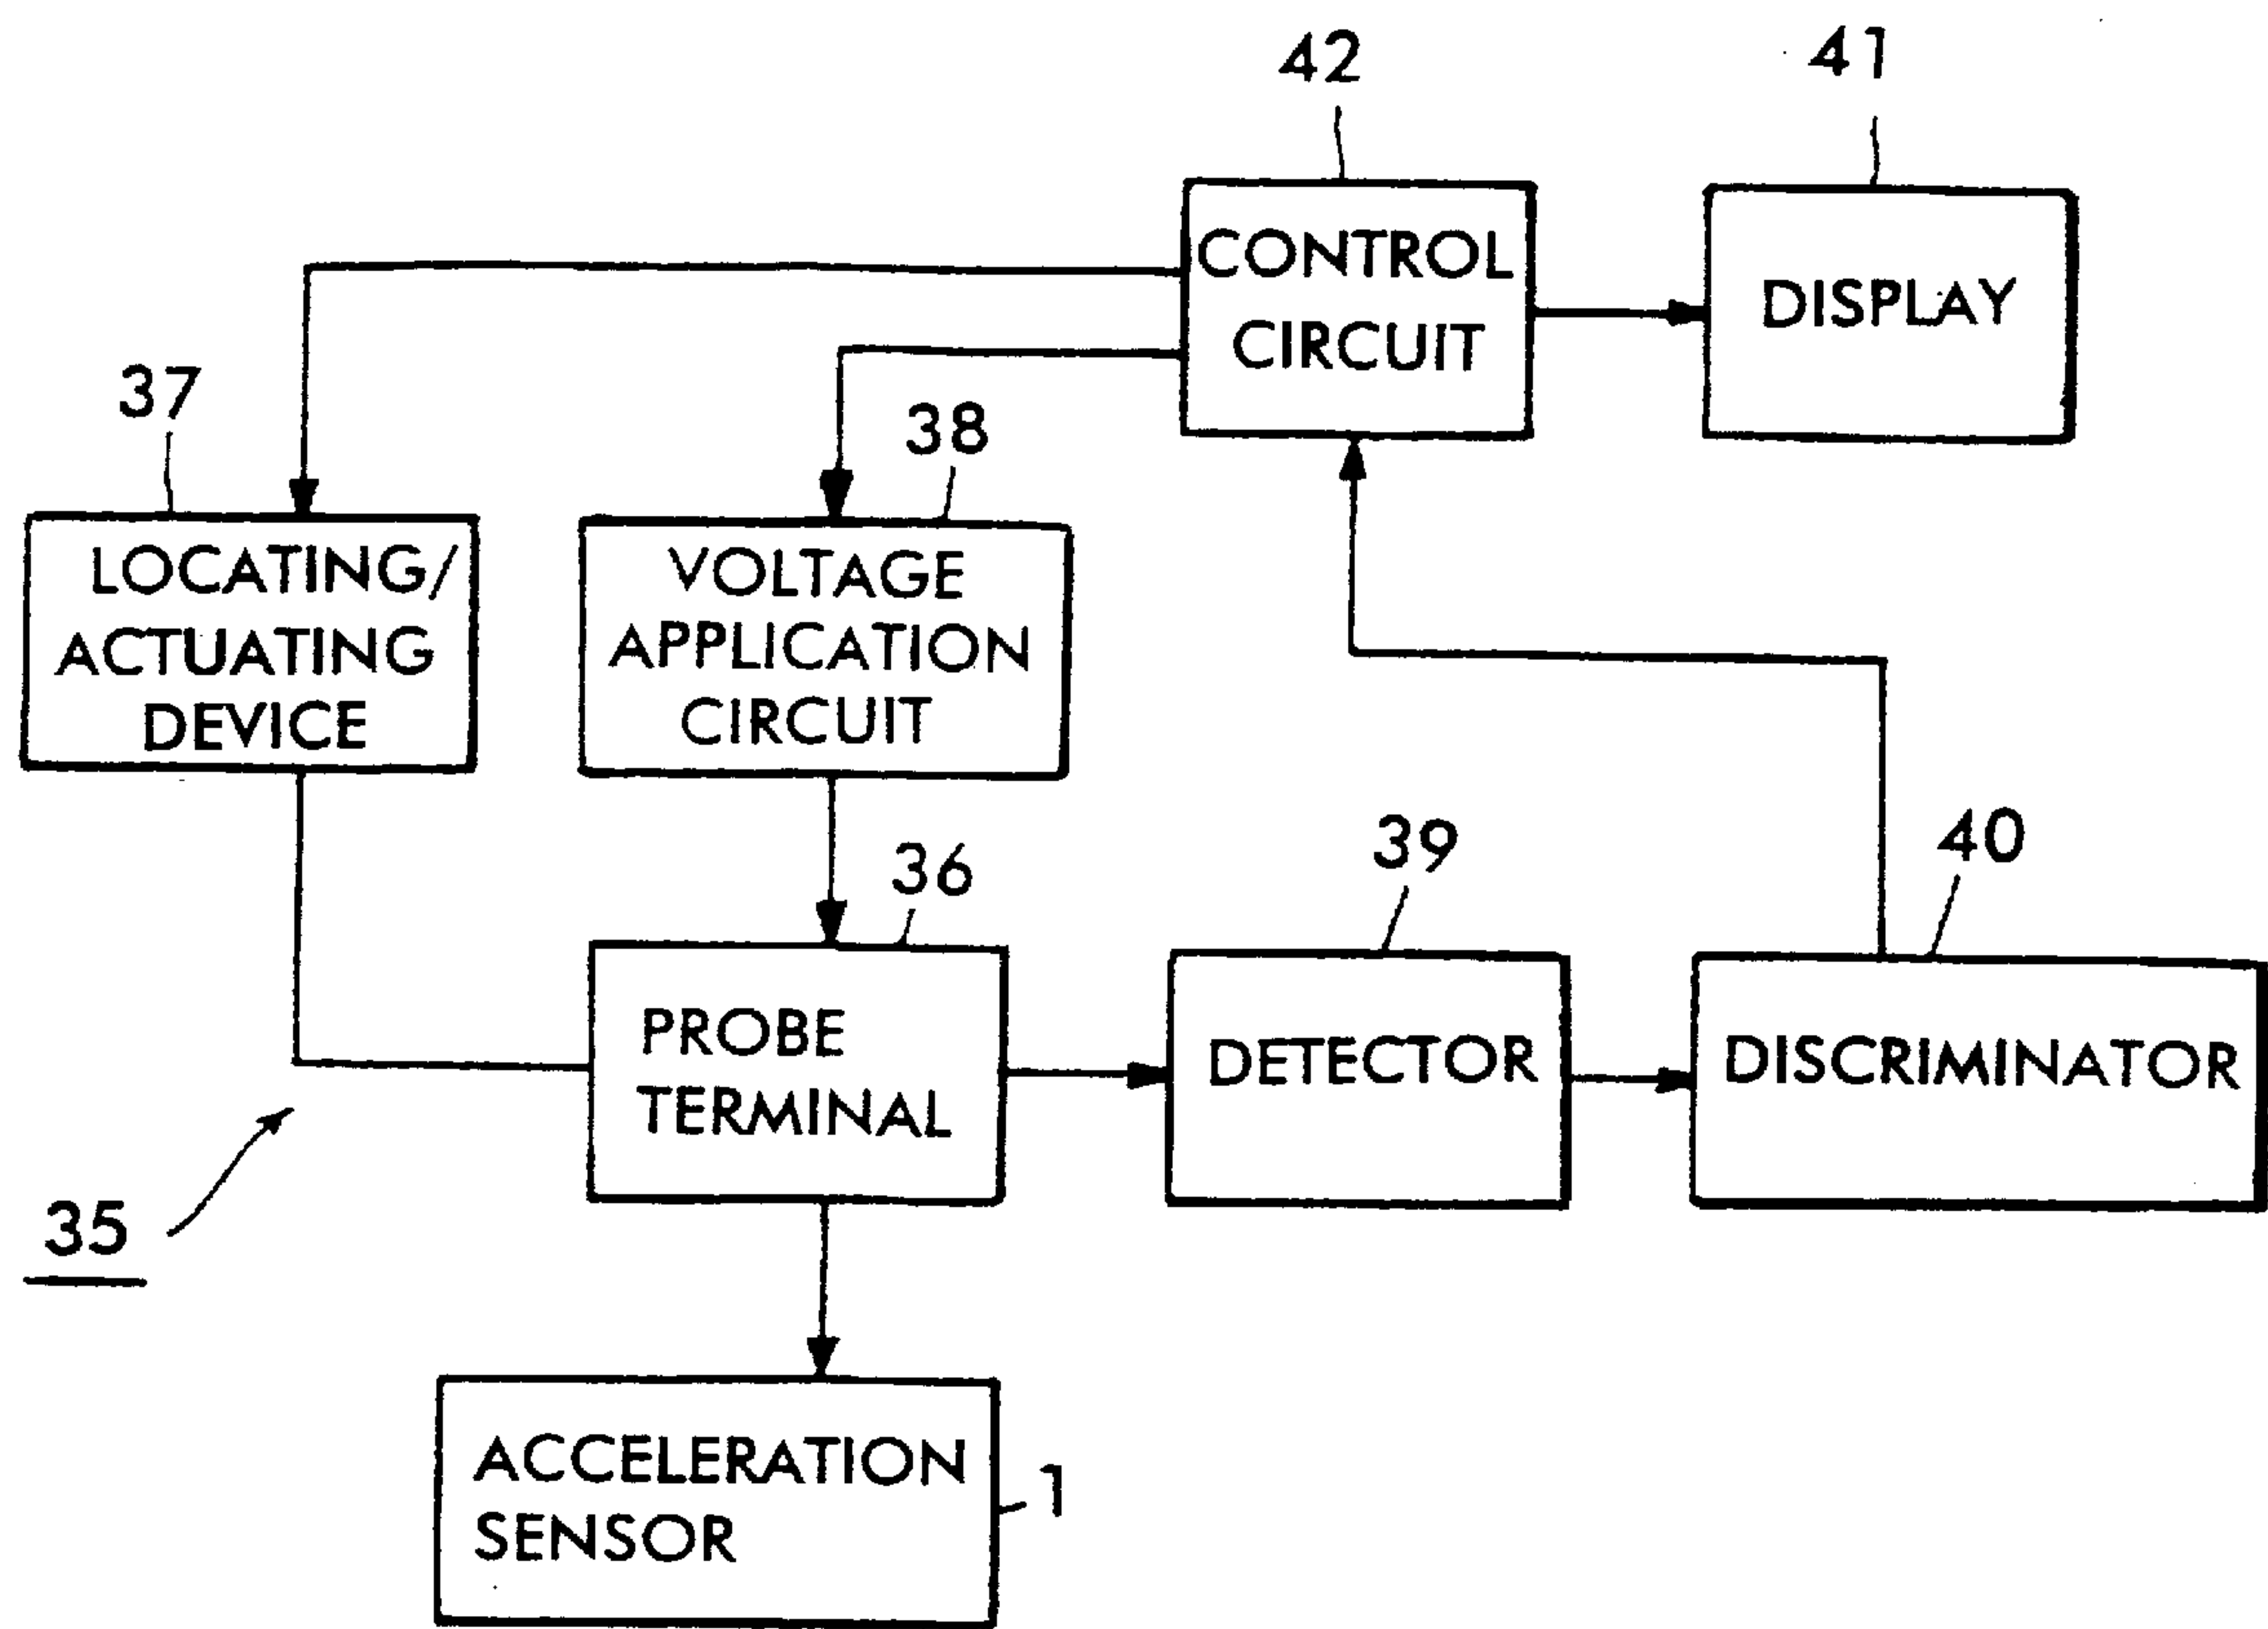 42
41
CONTROL
CIRCUIT
DISPLAY
37
38
LOCATING/
ACTUATING
DEVICE
VOLTAGE
APPLICATION
CIRCUIT
36
39
40
PROBE
TERMINAL
DETECTOR
DISCRIMINATOR
35
ACCELERATION
SENSOR
1